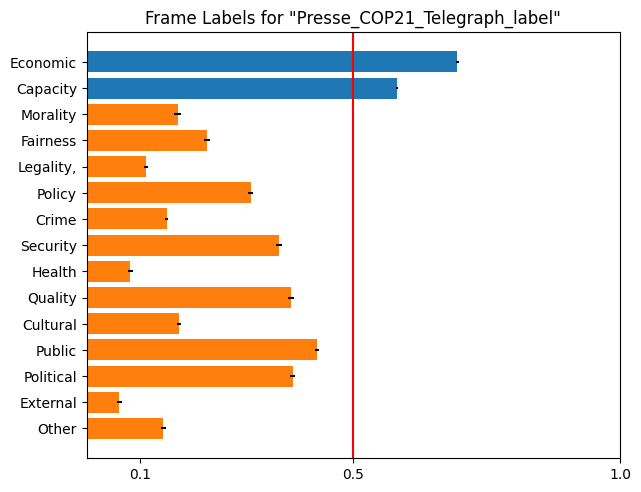 Frame Labels for "Presse_COP21_Telegraph_label"
Economic
Capacity
Morality
Fairness
Legality,
Policy
Crime
Security
Health
Quality
Cultural
Public
Political
External
Other
0.1 0.5 1.0